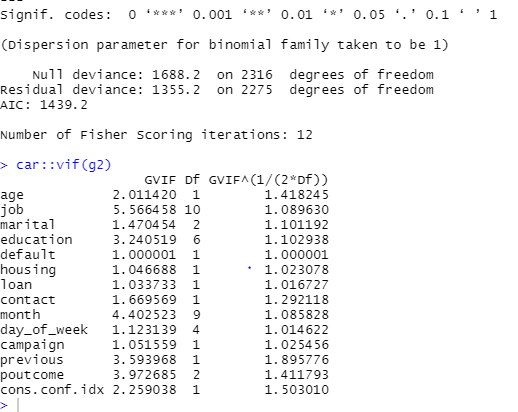 Signif. codes:  0 ‘***’ 0.001 ‘**’ 0.01 ‘*’ 0.05 ‘.’ 0.1 ‘ ’ 1
(Dispersion parameter for binomial family taken to be 1)
    Null deviance: 1688.2  on 2316  degrees of freedom
Residual deviance: 1355.2  on 2275  degrees of freedom
AIC: 1439.2
Number of Fisher Scoring iterations: 12
> car::vif(g2)
                  GVIF Df GVIF^(1/(2*Df))
age           2.011420  1        1.418245
job           5.566458 10        1.089630
marital       1.470454  2        1.101192
education     3.240519  6        1.102938
default       1.000001  1        1.000001
housing       1.046688  1        1.023078
loan          1.033733  1        1.016727
contact       1.669569  1        1.292118
month         4.402523  9        1.085828
day_of_week   1.123139  4        1.014622
campaign      1.051559  1        1.025456
previous      3.593968  1        1.895776
poutcome      3.972685  2        1.411793
cons.conf.idx 2.259038  1        1.503010
>